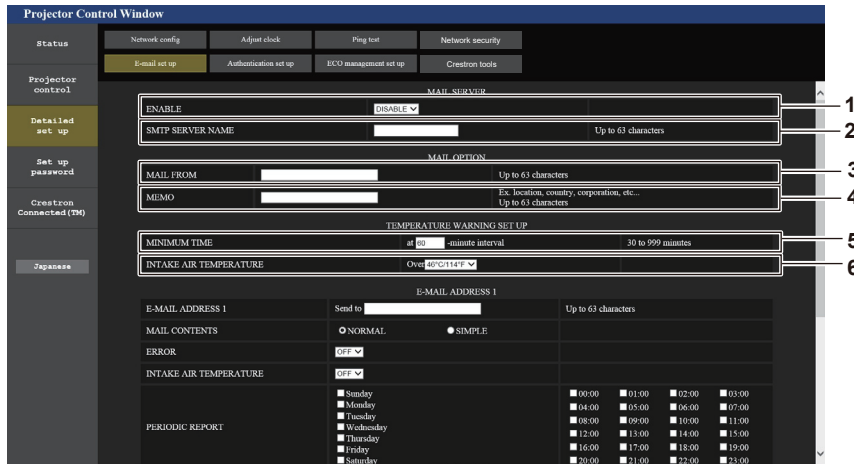 Projector Control Window
Status
Projector control
Detailed set up
Set up password
Crestron Connected(TM)
Japanese
Network config Adjust clock Ping test Network security
E-mail set up Authentication set up ECO management set up Crestron tools
MAIL SERVER
ENABLE DISABLE 1
SMTP SERVER NAME Up to 63 characters 2
MAIL OPTION
MAIL FROM Up to 63 characters 3
MEMO Ex. location, country, corporation, etc... 4
Up to 63 characters
TEMPERATURE WARNING SET UP
MINIMUM TIME at 60 -minute interval 30 to 999 minutes 5
INTAKE AIR TEMPERATURE Over 46°C/114°F 6
E-MAIL ADDRESS 1
E-MAIL ADDRESS 1 Send to Up to 63 characters
MAIL CONTENTS NORMAL SIMPLE
ERROR OFF
INTAKE AIR TEMPERATURE OFF
PERIODIC REPORT
Sunday
Monday
Tuesday
Wednesday
Thursday
Friday
Saturday
00:00 01:00 02:00 03:00
04:00 05:00 06:00 07:00
08:00 09:00 10:00 11:00
12:00 13:00 14:00 15:00
16:00 17:00 18:00 19:00
20:00 21:00 22:00 23:00